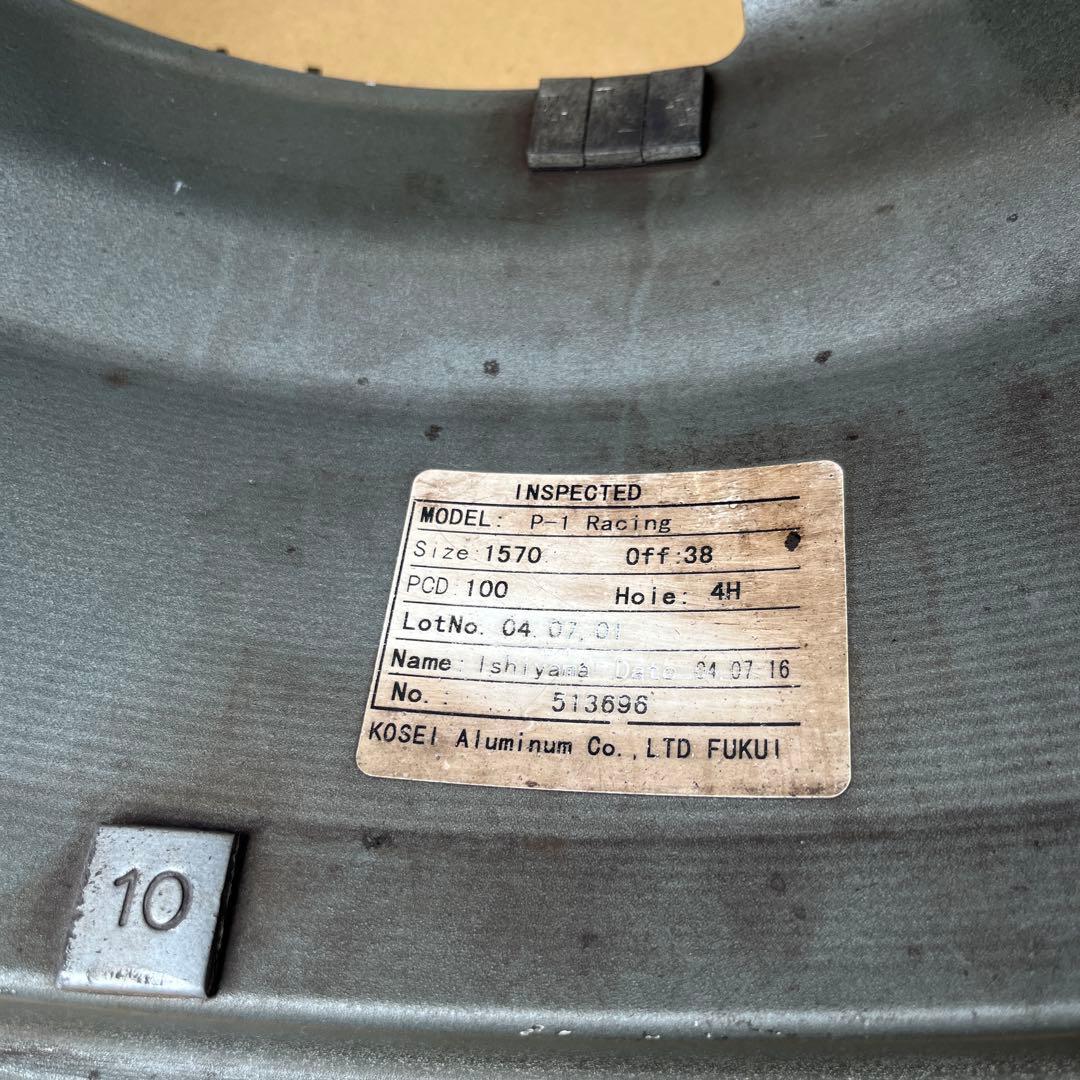 INSPECTED
MODEL: P-1 Racing
Size:1570 Off:38
PCD:100 Hole: 4H
LotNo. 04.07.01
Name: Ishiyama Date 04.07.16
No.: 513696
KOSEI Aluminum Co.,LTD FUKUI
10